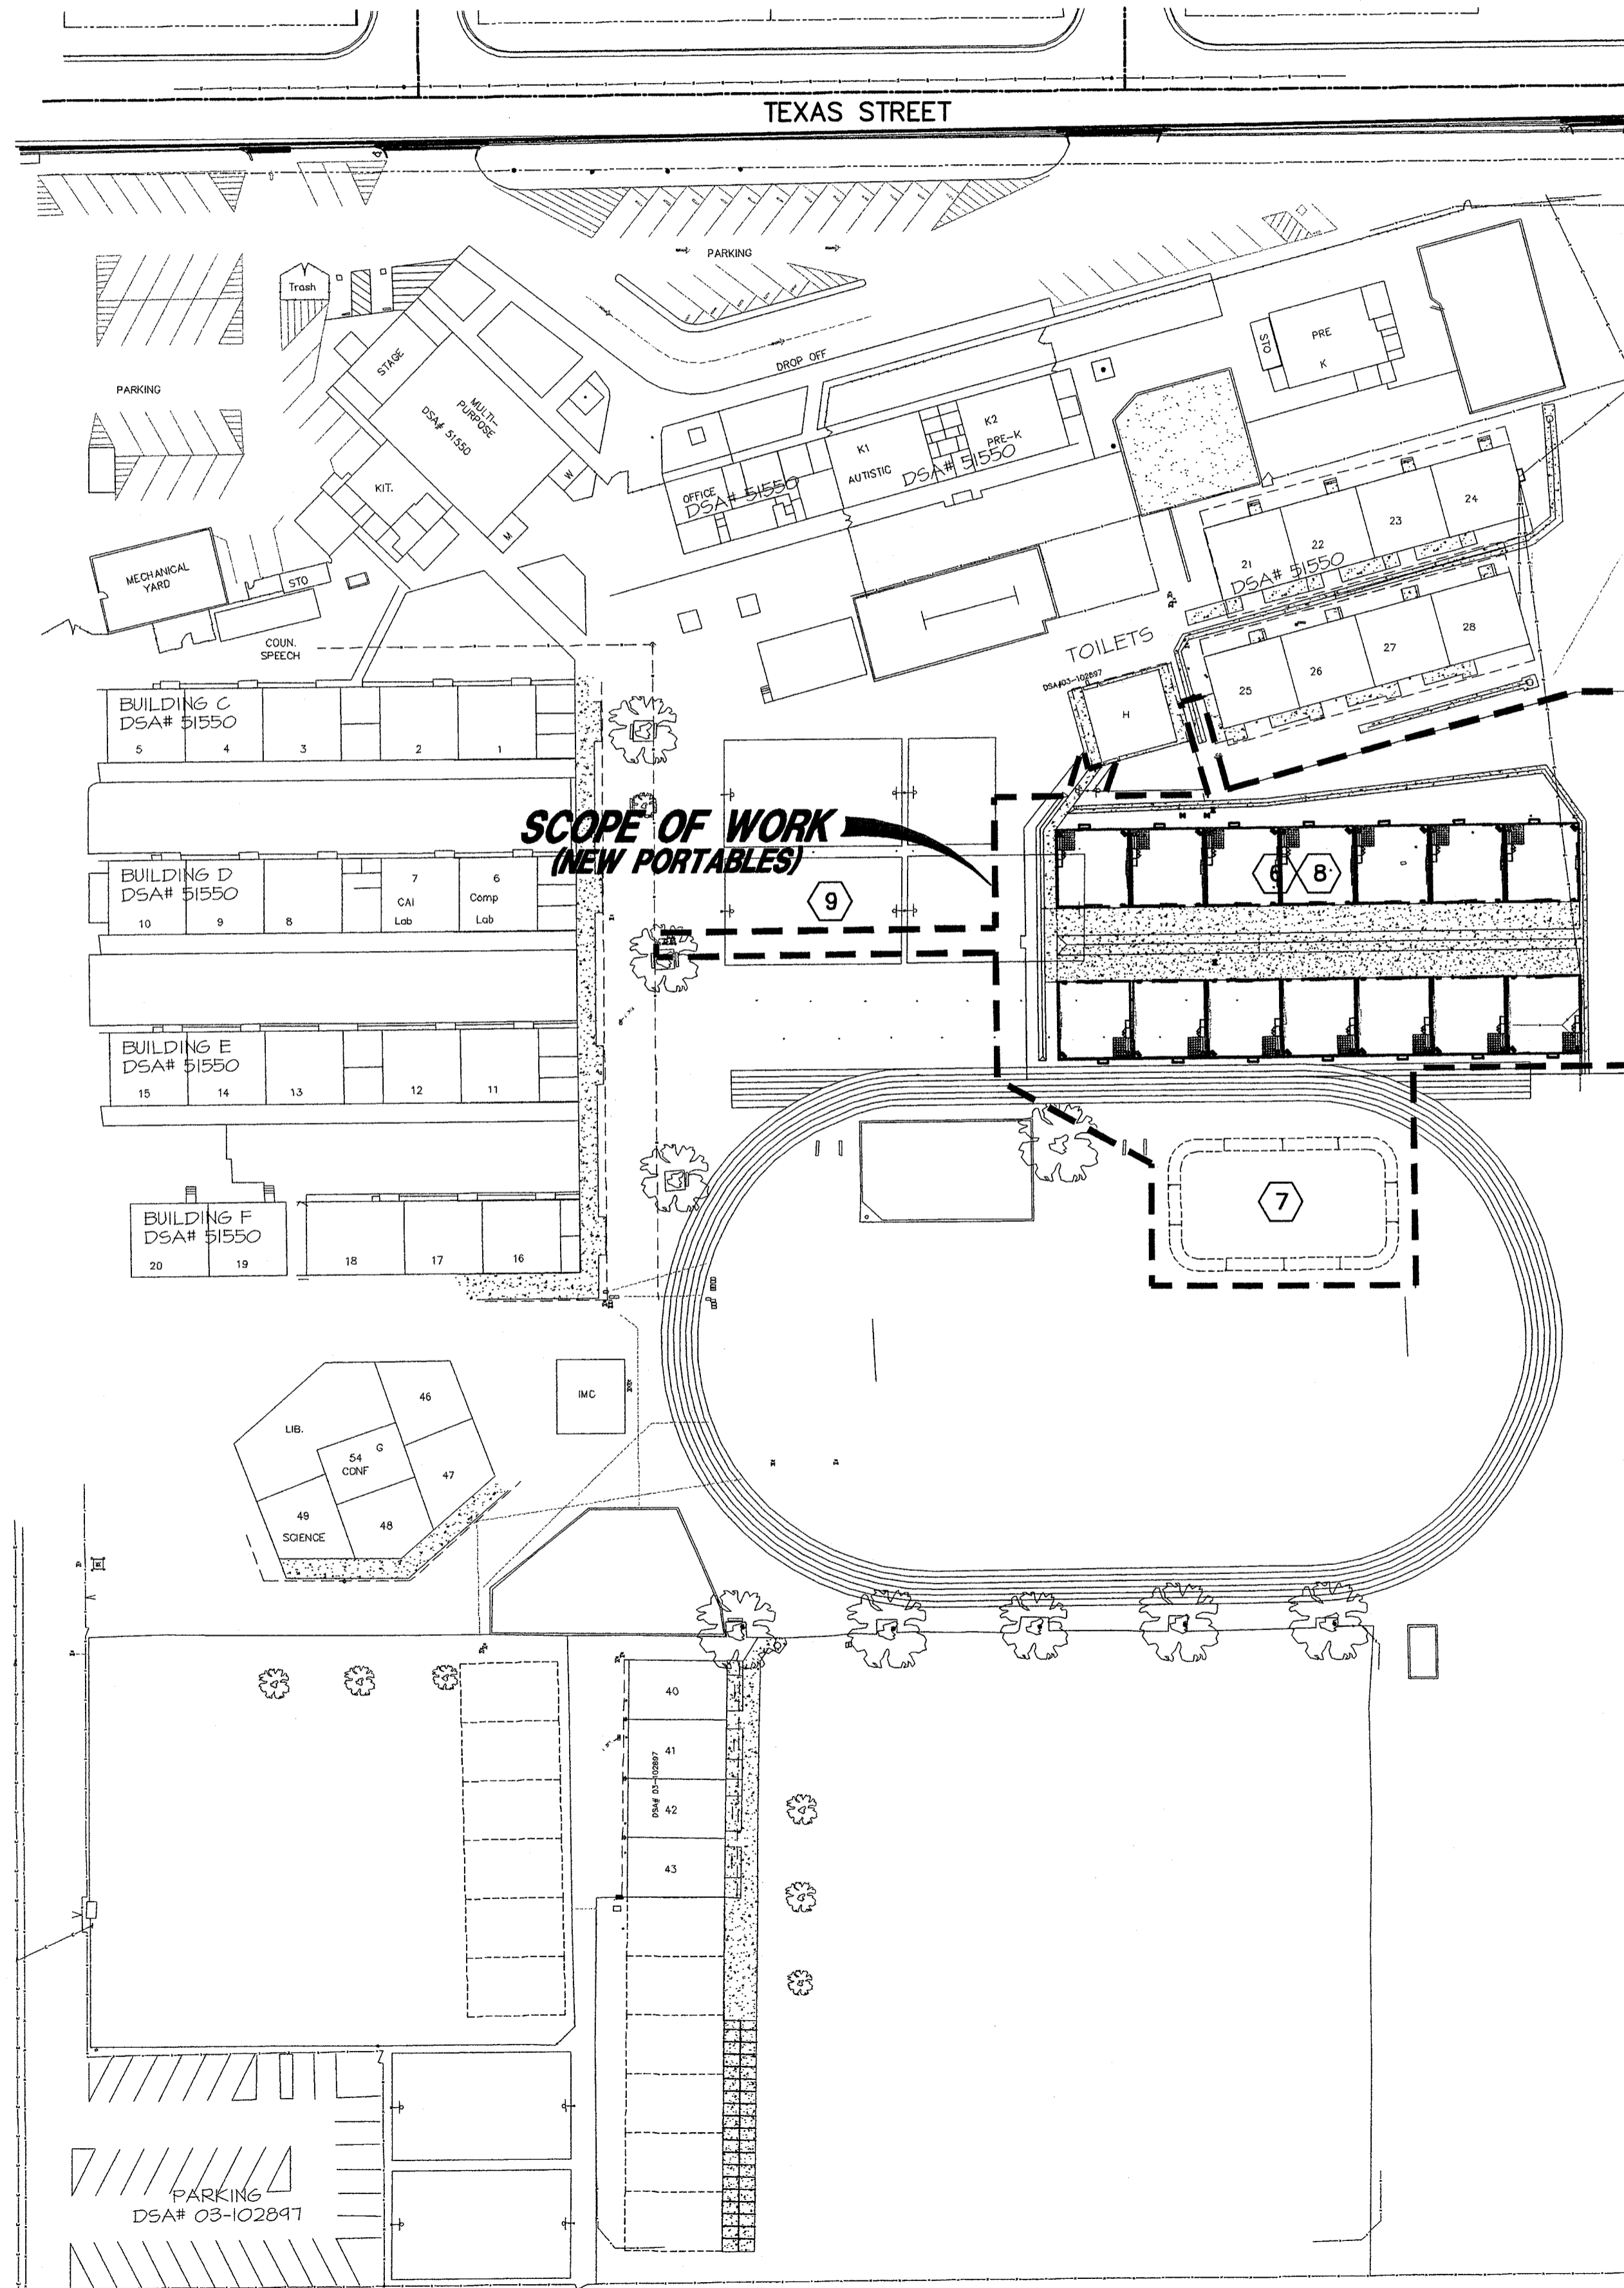 TEXAS STREET
PARKING
Trash
STAGE
MULTI-
PURPOSE
DSA# 51550
DROP OFF
STO
PRE
K
PARKING
KIT.
W
M
OFFICE
DSA# 51550
K1
AUTISTIC
K2
PRE-K
DSA# 51550
21
22
23
24
DSA# 51550
MECHANICAL
YARD
STO
COUN.
SPEECH
TOILETS
DSA#03-102897
H
25
26
27
28
BUILDING C
DSA# 51550
5
4
3
2
1
SCOPE OF WORK
(NEW PORTABLES)
BUILDING D
DSA# 51550
10
9
8
7
CAI
Lab
6
Comp
Lab
9
6
8
BUILDING E
DSA# 51550
15
14
13
12
11
BUILDING F
DSA# 51550
20
19
18
17
16
7
LIB.
46
54
G
CONF
47
49
SCIENCE
48
IMC
40
41
DSA# 03-102897
42
43
PARKING
DSA# 03-102897